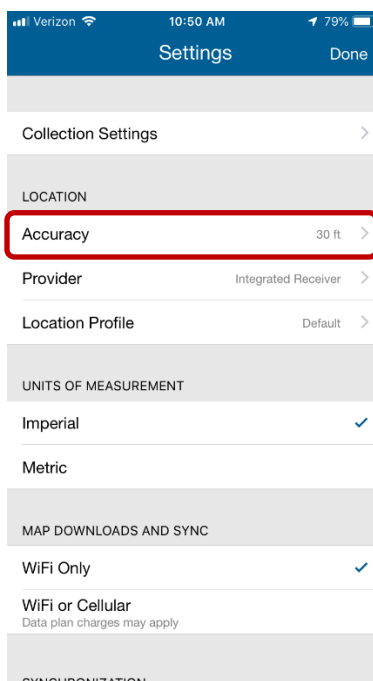 Verizon 10:50 AM 79%
Settings Done
Collection Settings
LOCATION
Accuracy 30 ft
Provider Integrated Receiver
Location Profile Default
UNITS OF MEASUREMENT
Imperial
Metric
MAP DOWNLOADS AND SYNC
WiFi Only
WiFi or Cellular
Data plan charges may apply
SYNCHRONIZATION